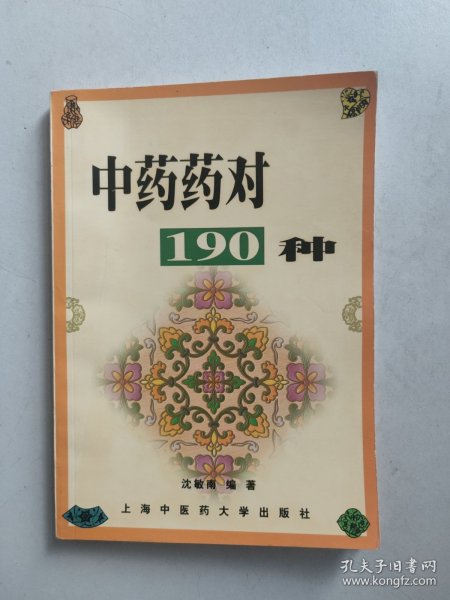 中药药对
190 种
沈敏南 编 著
上海中医药大学出版社
孔夫子旧书网
www.kongfz.com